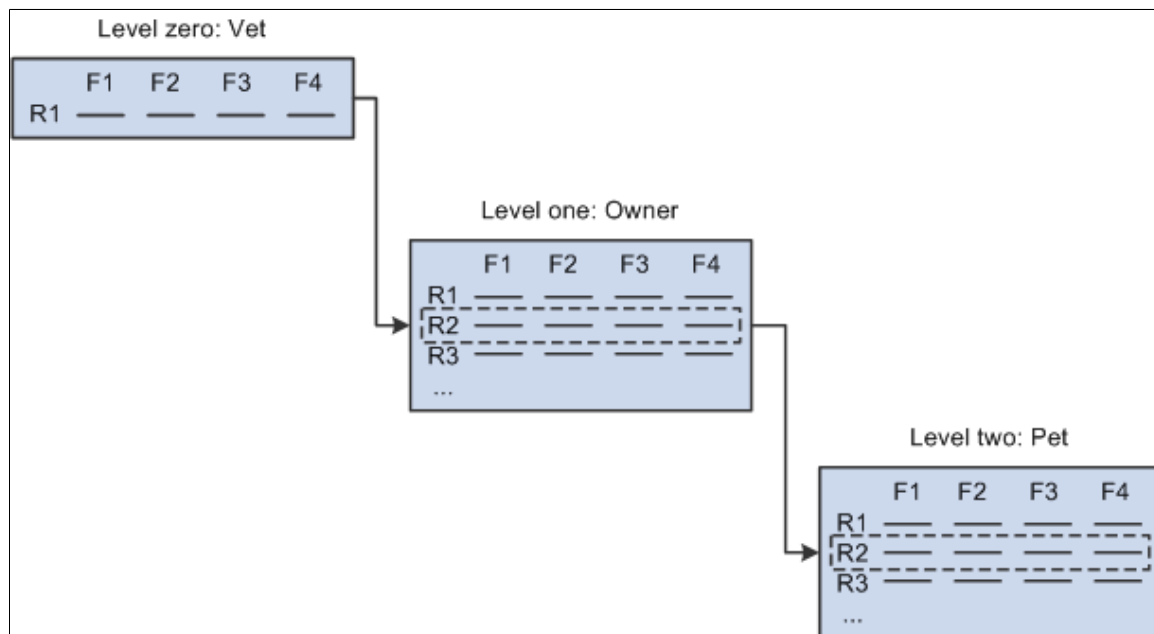 Level zero: Vet
F1 F2 F3 F4
R1
Level one: Owner
F1 F2 F3 F4
R1
R2
R3
...
Level two: Pet
F1 F2 F3 F4
R1
R2
R3
...